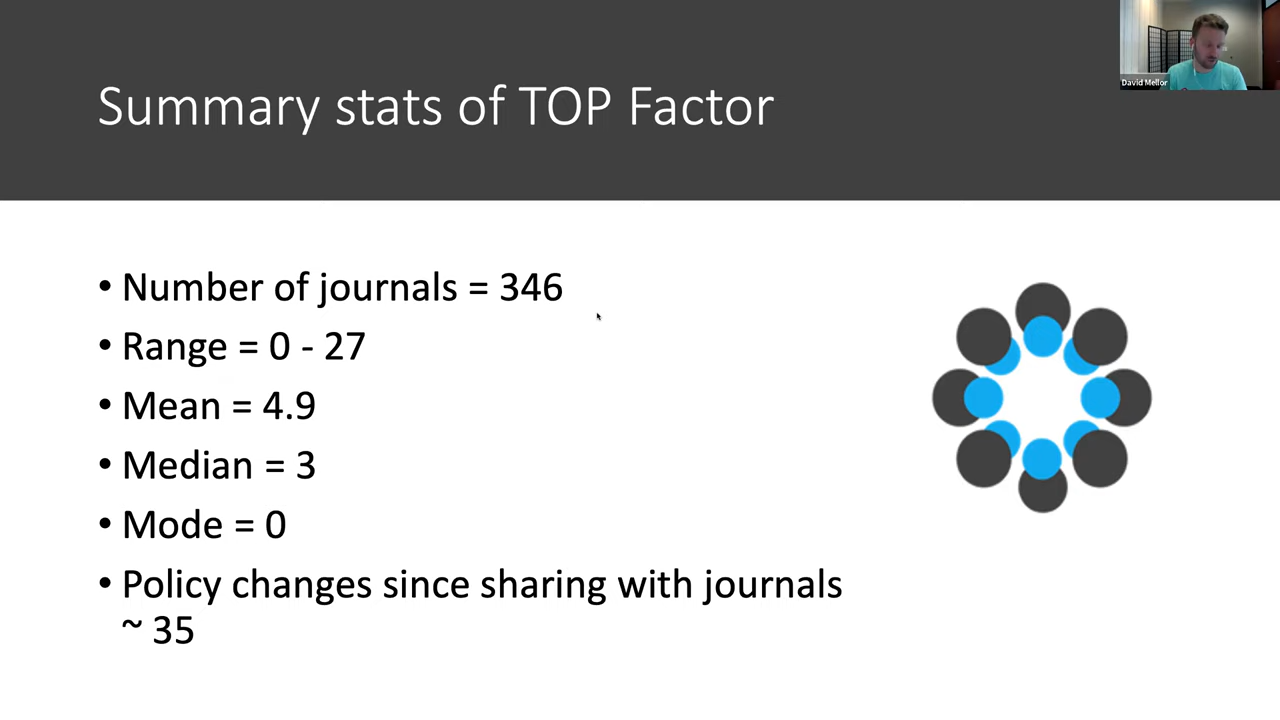 David Mellor
Summary stats of TOP Factor
• Number of journals = 346
• Range = 0 - 27
• Mean = 4.9
• Median = 3
• Mode = 0
• Policy changes since sharing with journals
~ 35